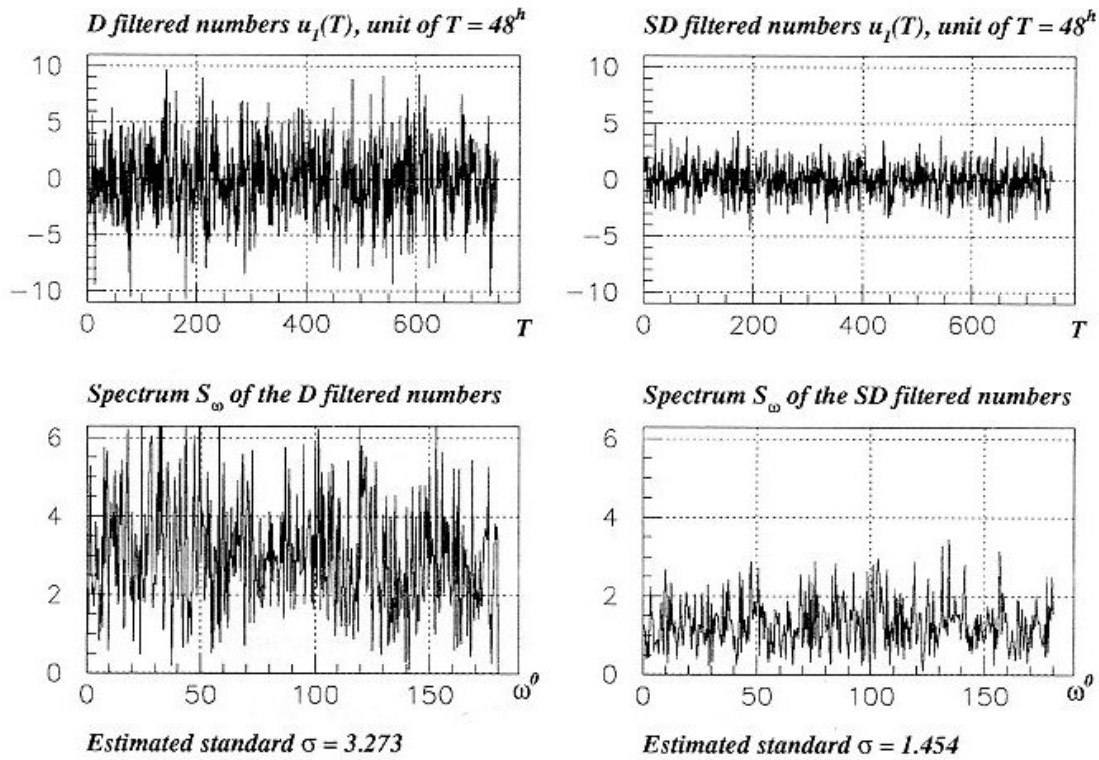 D filtered numbers u₁(T), unit of T = 48ʰ
10
5
0
−5
−10
0 200 400 600 T
SD filtered numbers u₁(T), unit of T = 48ʰ
10
5
0
−5
−10
0 200 400 600 T
Spectrum S_ω of the D filtered numbers
6
4
2
0
0 50 100 150 ω⁰
Estimated standard σ = 3.273
Spectrum S_ω of the SD filtered numbers
6
4
2
0
0 50 100 150 ω⁰
Estimated standard σ = 1.454